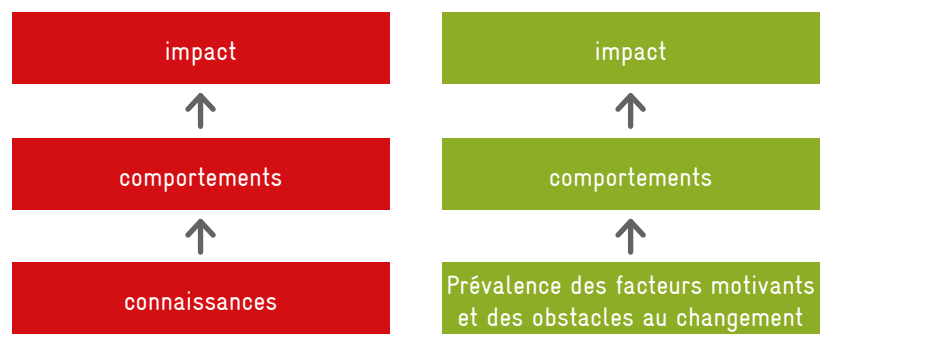 impact
comportements
connaissances
impact
comportements
Prévalence des facteurs motivants
et des obstacles au changement